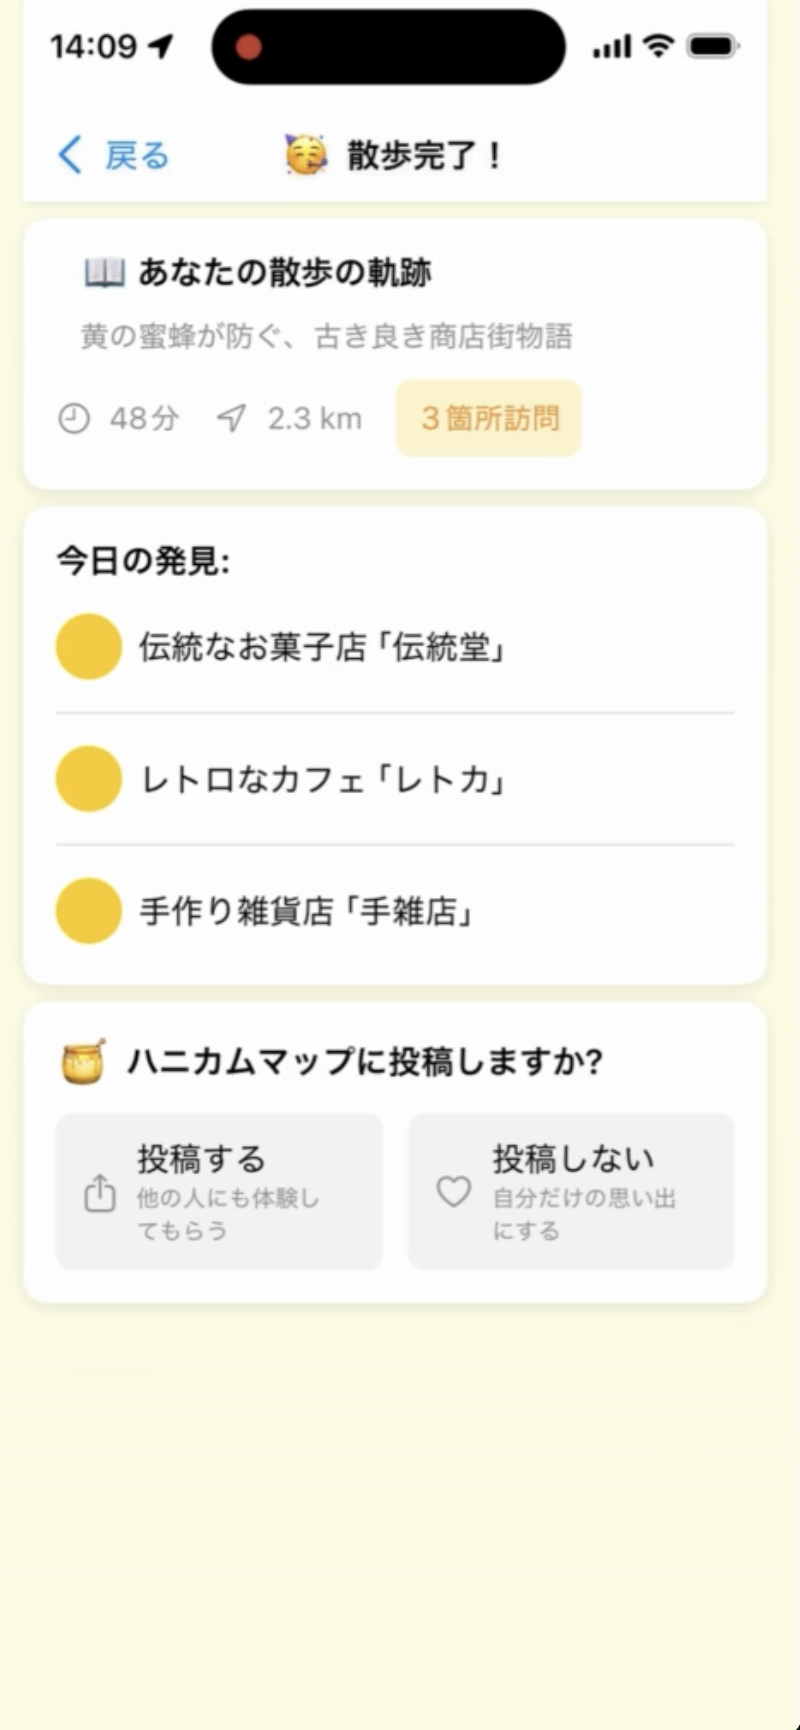 14:09
戻る
散歩完了！
あなたの散歩の軌跡
黄の蜜蜂が防ぐ、古き良き商店街物語
48分
2.3 km
3箇所訪問
今日の発見:
伝統なお菓子店「伝統堂」
レトロなカフェ「レトカ」
手作り雑貨店「手雑店」
ハニカムマップに投稿しますか?
投稿する
他の人にも体験し
てもらう
投稿しない
自分だけの思い出
にする